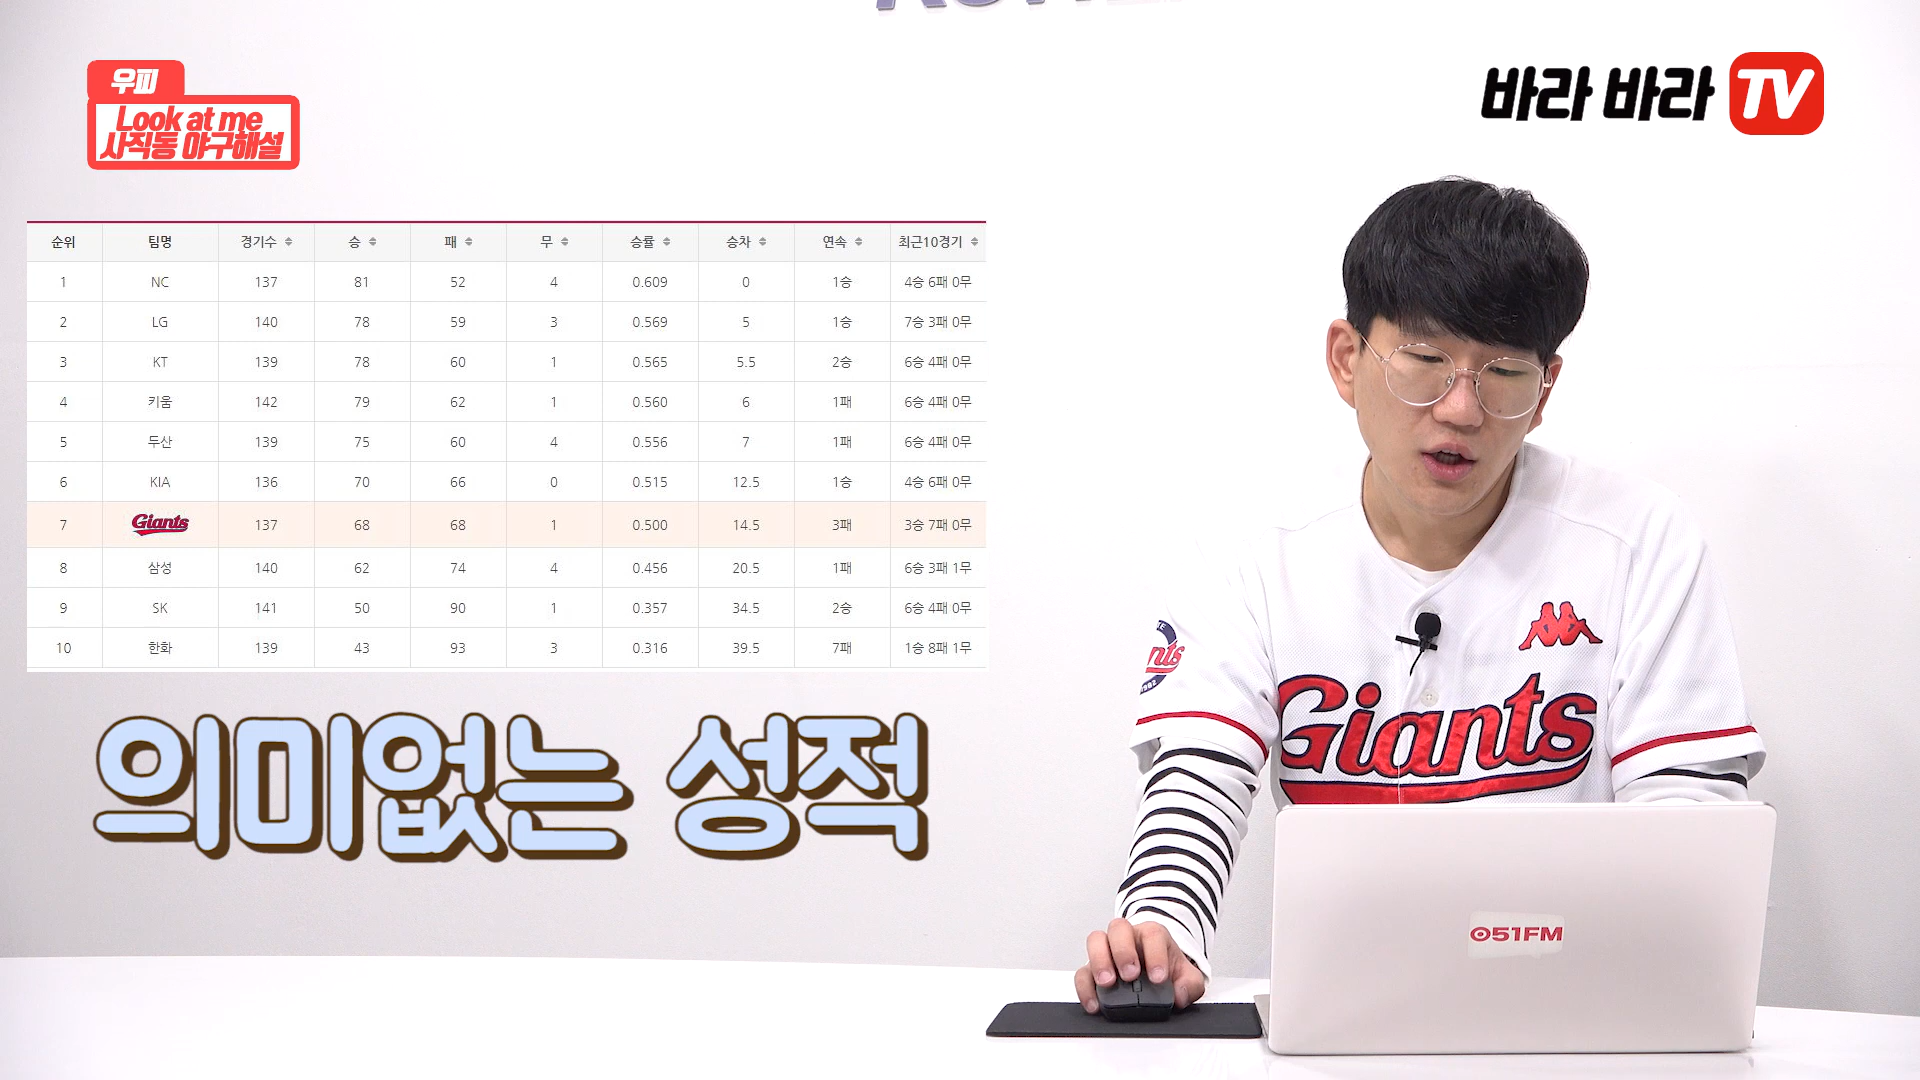 우피
Look at me
사직동 야구해설
바라 바라 TV
순위 팀명 경기수 승 패 무 승률 승차 연속 최근10경기
1 NC 137 81 52 4 0.609 0 1승 4승 6패 0무
2 LG 140 78 59 3 0.569 5 1승 7승 3패 0무
3 KT 139 78 60 1 0.565 5.5 2승 6승 4패 0무
4 키움 142 79 62 1 0.560 6 1패 6승 4패 0무
5 두산 139 75 60 4 0.556 7 1패 6승 4패 0무
6 KIA 136 70 66 0 0.515 12.5 1승 4승 6패 0무
7 Giants 137 68 68 1 0.500 14.5 3패 3승 7패 0무
8 삼성 140 62 74 4 0.456 20.5 1패 6승 3패 1무
9 SK 141 50 90 1 0.357 34.5 2승 6승 4패 0무
10 한화 139 43 93 3 0.316 39.5 7패 1승 8패 1무
의미없는 성적
Giants
051FM